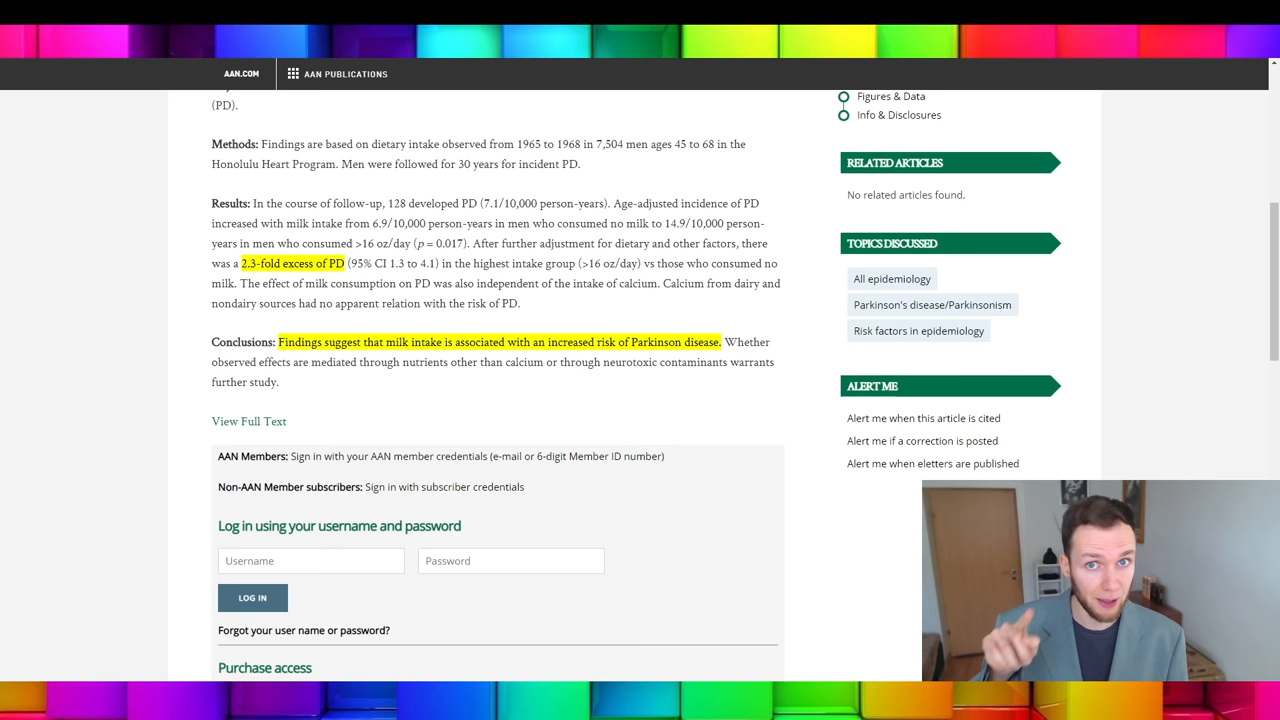 AAN.COM
AAN PUBLICATIONS
(PD).
Methods: Findings are based on dietary intake observed from 1965 to 1968 in 7,504 men ages 45 to 68 in the
Honolulu Heart Program. Men were followed for 30 years for incident PD.
Results: In the course of follow-up, 128 developed PD (7.1/10,000 person-years). Age-adjusted incidence of PD
increased with milk intake from 6.9/10,000 person-years in men who consumed no milk to 14.9/10,000 person-
years in men who consumed >16 oz/day (p = 0.017). After further adjustment for dietary and other factors, there
was a 2.3-fold excess of PD (95% CI 1.3 to 4.1) in the highest intake group (>16 oz/day) vs those who consumed no
milk. The effect of milk consumption on PD was also independent of the intake of calcium. Calcium from dairy and
nondairy sources had no apparent relation with the risk of PD.
Conclusions: Findings suggest that milk intake is associated with an increased risk of Parkinson disease. Whether
observed effects are mediated through nutrients other than calcium or through neurotoxic contaminants warrants
further study.
View Full Text
AAN Members: Sign in with your AAN member credentials (e-mail or 6-digit Member ID number)
Non-AAN Member subscribers: Sign in with subscriber credentials
Log in using your username and password
Username
Password
LOG IN
Forgot your user name or password?
Purchase access
Figures & Data
Info & Disclosures
RELATED ARTICLES
No related articles found.
TOPICS DISCUSSED
All epidemiology
Parkinson's disease/Parkinsonism
Risk factors in epidemiology
ALERT ME
Alert me when this article is cited
Alert me if a correction is posted
Alert me when eletters are published